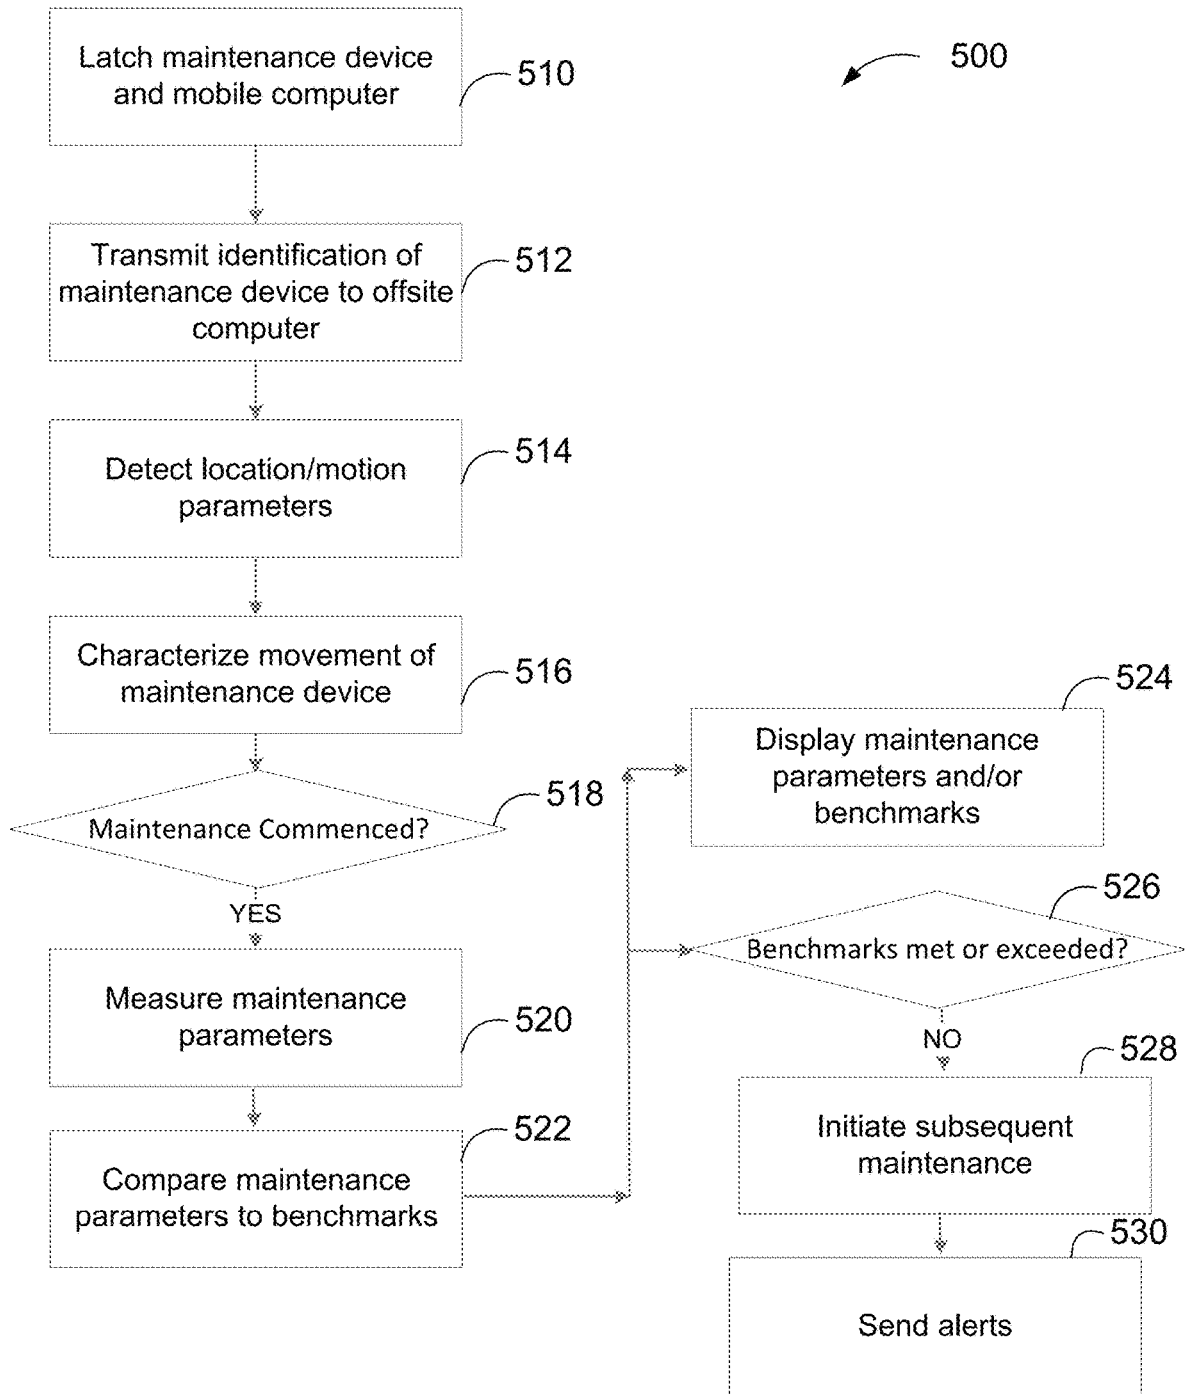 500
Latch maintenance device
and mobile computer
510
Transmit identification of
maintenance device to offsite
computer
512
Detect location/motion
parameters
514
Characterize movement of
maintenance device
516
Maintenance Commenced?
518
YES
Measure maintenance
parameters
520
Compare maintenance
parameters to benchmarks
522
Display maintenance
parameters and/or
benchmarks
524
Benchmarks met or exceeded?
526
NO
Initiate subsequent
maintenance
528
Send alerts
530